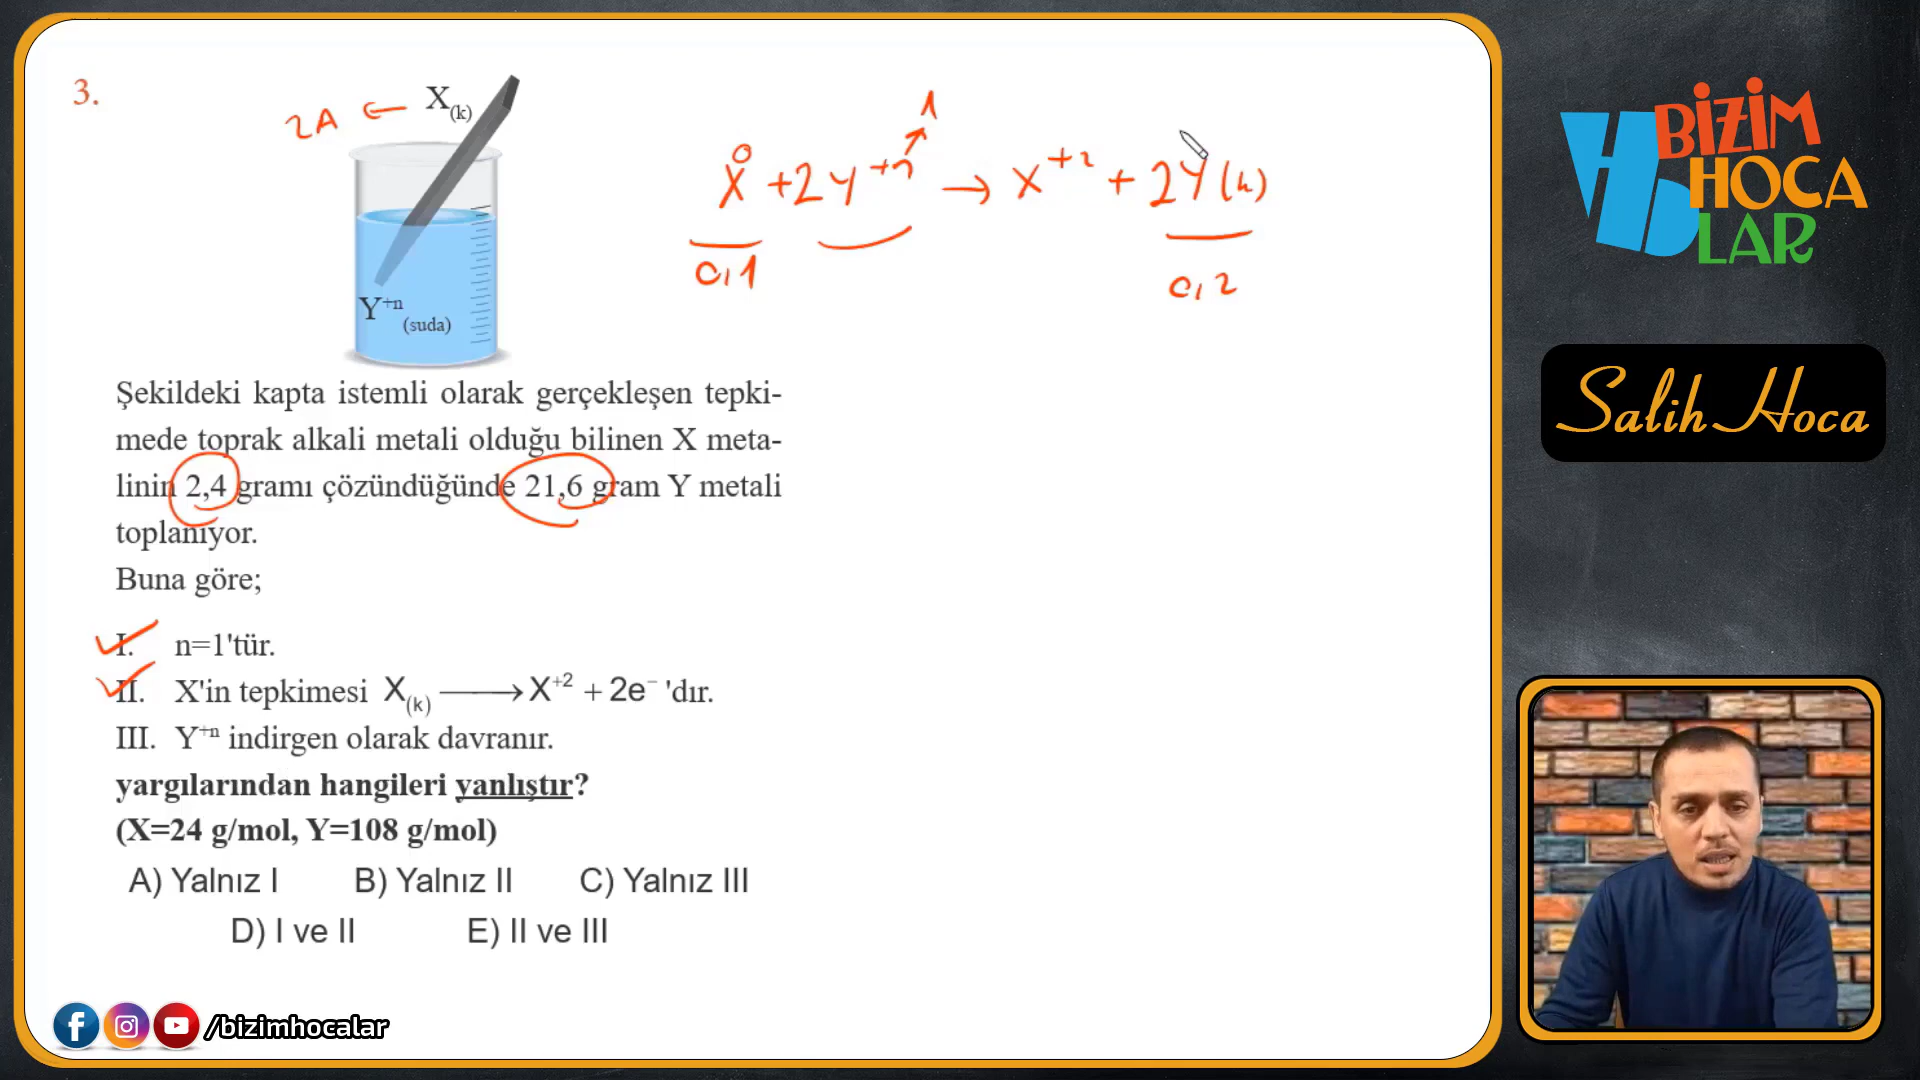 3.
2A ← X(k)
X⁰ + 2Y⁺ⁿ → X⁺² + 2Y(k)
1
0,1
0,2
Y⁺ⁿ(suda)
Şekildeki kapta istemli olarak gerçekleşen tepki-
mede toprak alkali metali olduğu bilinen X meta-
linin 2,4 gramı çözündüğünde 21,6 gram Y metali
toplanıyor.
Buna göre;
I. n=1'tür.
II. X'in tepkimesi X(k) ⟶ X⁺² + 2e⁻ 'dır.
III. Y⁺ⁿ indirgen olarak davranır.
yargılarından hangileri yanlıştır?
(X=24 g/mol, Y=108 g/mol)
A) Yalnız I B) Yalnız II C) Yalnız III
D) I ve II E) II ve III
/bizimhocalar
BİZİM
HOCA
LAR
Salih Hoca